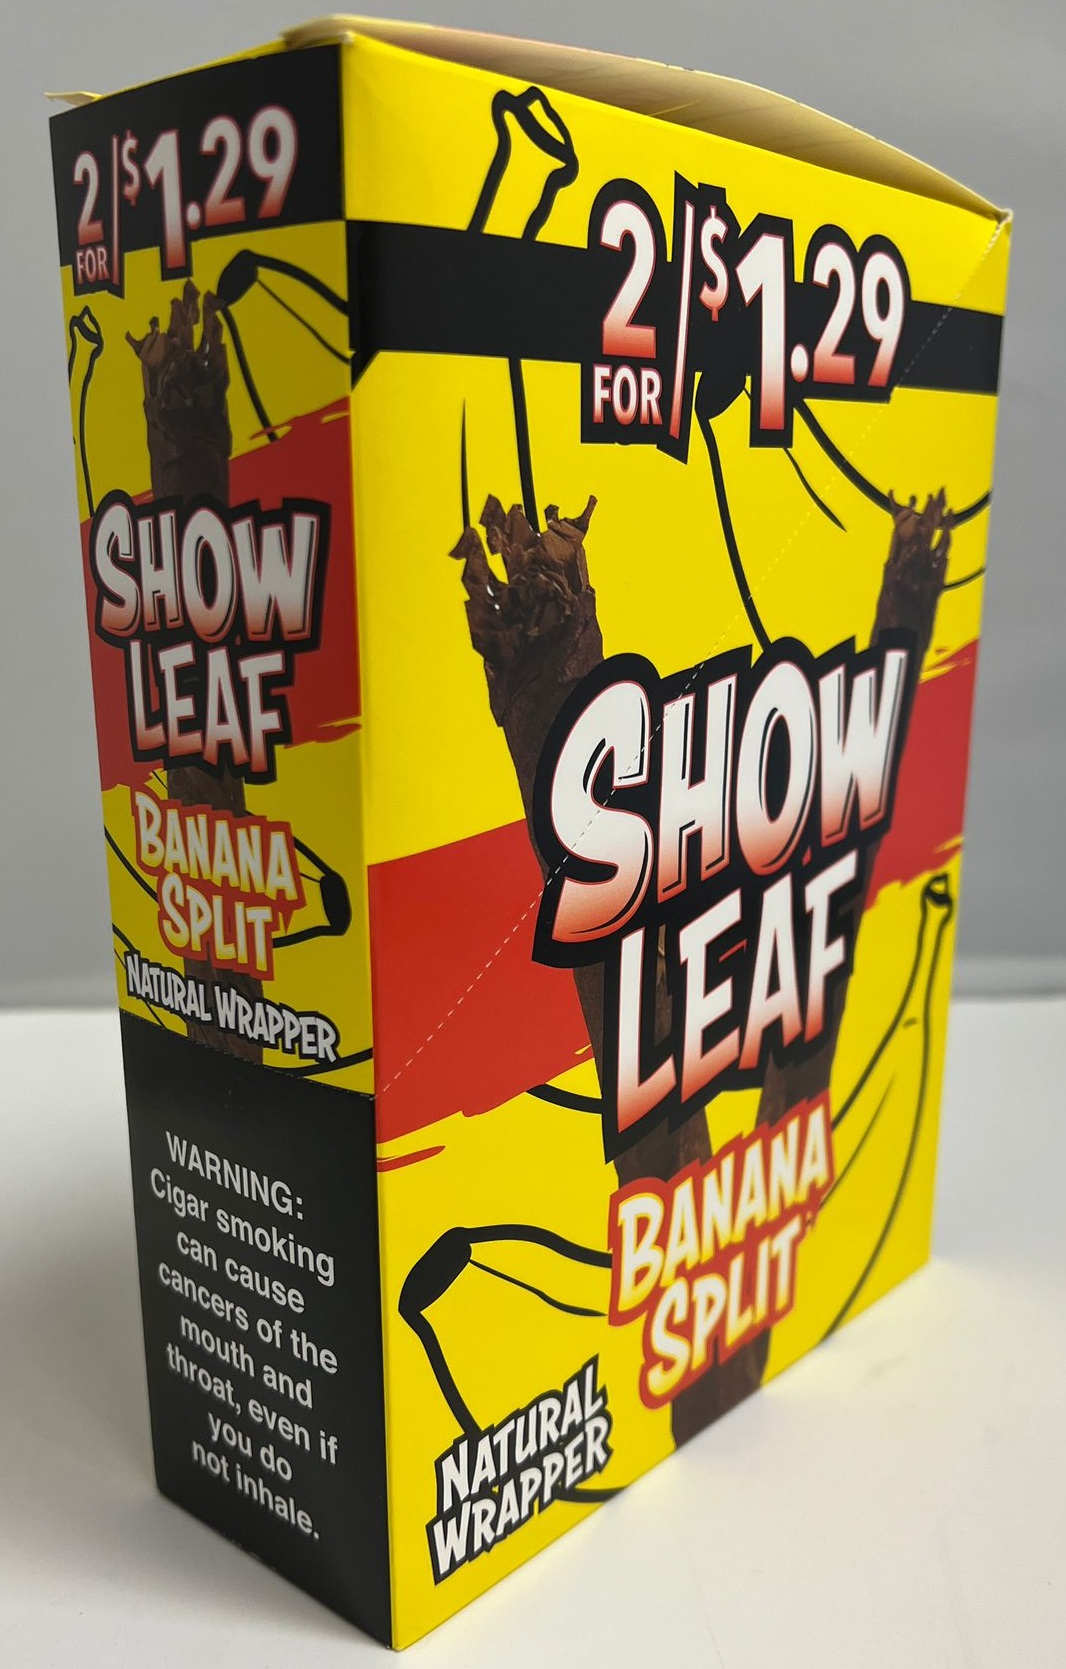 2 FOR / $1.29
SHOW
LEAF
BANANA
SPLIT
NATURAL WRAPPER
WARNING:
Cigar smoking
can cause
cancers of the
mouth and
throat, even if
you do
not inhale.
2 FOR / $1.29
SHOW
LEAF
BANANA
SPLIT
NATURAL
WRAPPER